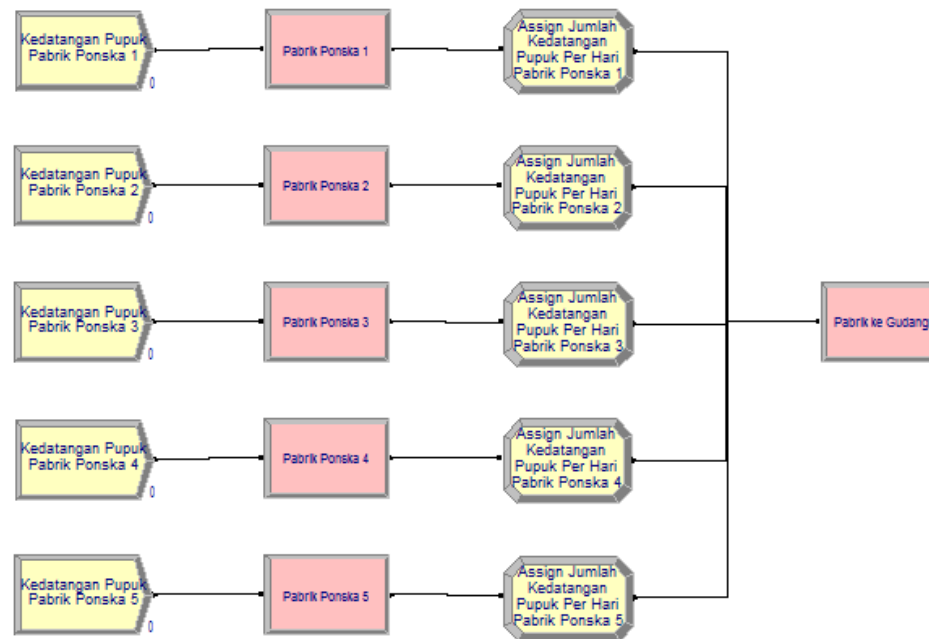 Kedatangan Pupuk
Pabrik Ponska 1
0
Pabrik Ponska 1
Assign Jumlah
Kedatangan
Pupuk Per Hari
Pabrik Ponska 1
Kedatangan Pupuk
Pabrik Ponska 2
0
Pabrik Ponska 2
Assign Jumlah
Kedatangan
Pupuk Per Hari
Pabrik Ponska 2
Kedatangan Pupuk
Pabrik Ponska 3
0
Pabrik Ponska 3
Assign Jumlah
Kedatangan
Pupuk Per Hari
Pabrik Ponska 3
Pabrik ke Gudang
Kedatangan Pupuk
Pabrik Ponska 4
0
Pabrik Ponska 4
Assign Jumlah
Kedatangan
Pupuk Per Hari
Pabrik Ponska 4
Kedatangan Pupuk
Pabrik Ponska 5
0
Pabrik Ponska 5
Assign Jumlah
Kedatangan
Pupuk Per Hari
Pabrik Ponska 5